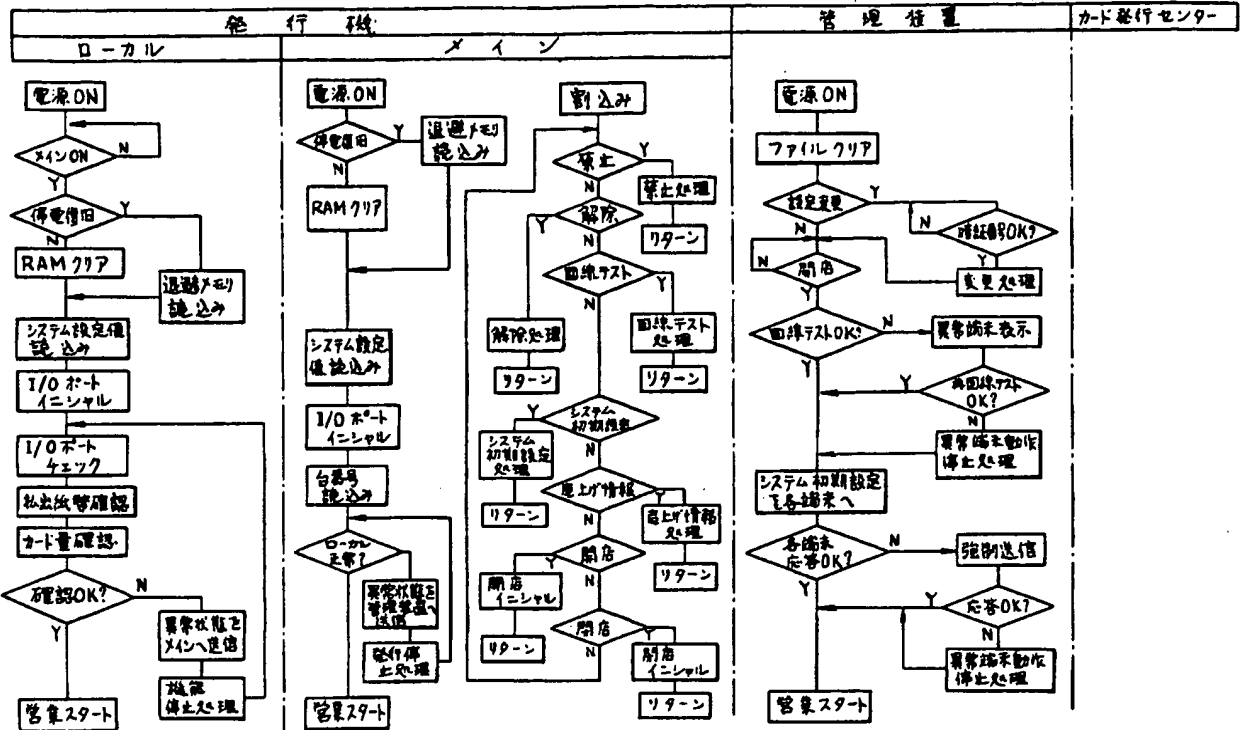 発行機
管理装置
カード発行センター
ローカル
メイン
電源ON
メインON
N
Y
停電復旧
Y
N
RAMクリア
退避メモリ
読込み
システム設定値
読込み
I/Oポート
イニシャル
I/Oポート
チェック
払出紙幣確認
カード量確認
確認OK?
N
Y
異常状態を
メインへ送信
機能
停止処理
営業スタート
電源ON
停電復旧
Y
N
退避メモリ
読込み
RAMクリア
システム設定
値読込み
I/Oポート
イニシャル
台番号
読込み
ローカル
正常?
Y
N
異常状態を
管理装置へ
送信
発行停
止処理
営業スタート
割込み
禁止
Y
N
禁止処理
リターン
解除
Y
N
回線テスト
Y
N
解除処理
リターン
回線テスト
処理
リターン
システム
初期設定
Y
N
システム
初期設定
処理
リターン
売上げ情報
Y
N
売上げ情報
処理
リターン
開店
Y
N
開店
イニシャル
リターン
閉店
Y
N
閉店
イニシャル
リターン
電源ON
ファイルクリア
設定変更
Y
N
暗証番号OK?
N
Y
変更処理
開店
N
Y
回線テストOK?
N
Y
異常端末表示
再回線テスト
OK?
Y
N
異常端末動作
停止処理
システム初期設定
を各端末へ
各端末
応答OK?
N
Y
強制送信
応答OK?
Y
N
異常端末動作
停止処理
営業スタート